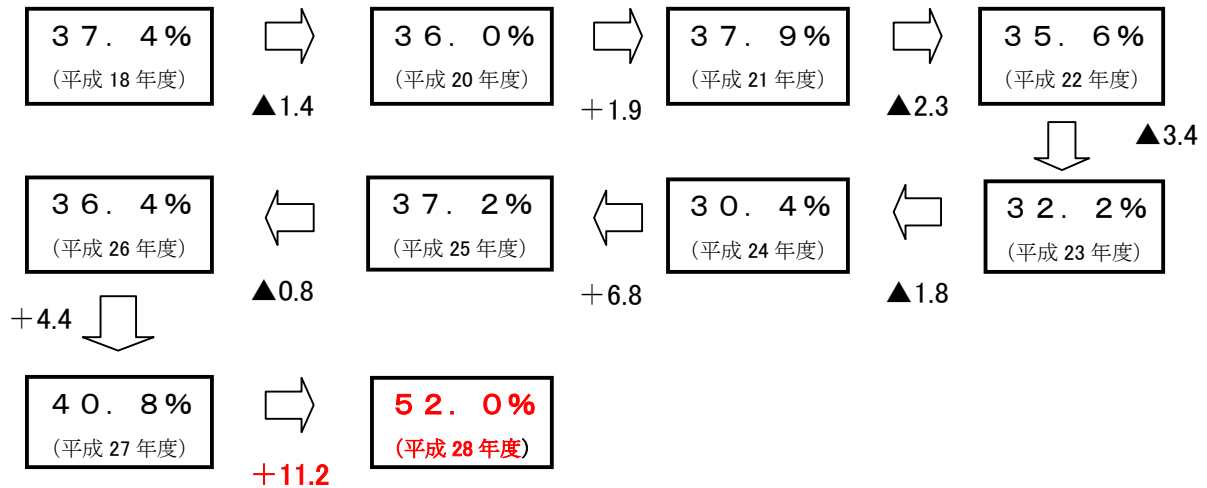 ３７．４%
(平成 18 年度)
▲1.4
３６．０%
(平成 20 年度)
＋1.9
３７．９%
(平成 21 年度)
▲2.3
３５．６%
(平成 22 年度)
▲3.4
３２．２%
(平成 23 年度)
▲1.8
３０．４%
(平成 24 年度)
＋6.8
３７．２%
(平成 25 年度)
▲0.8
３６．４%
(平成 26 年度)
＋4.4
４０．８%
(平成 27 年度)
＋11.2
５２．０%
(平成 28 年度)